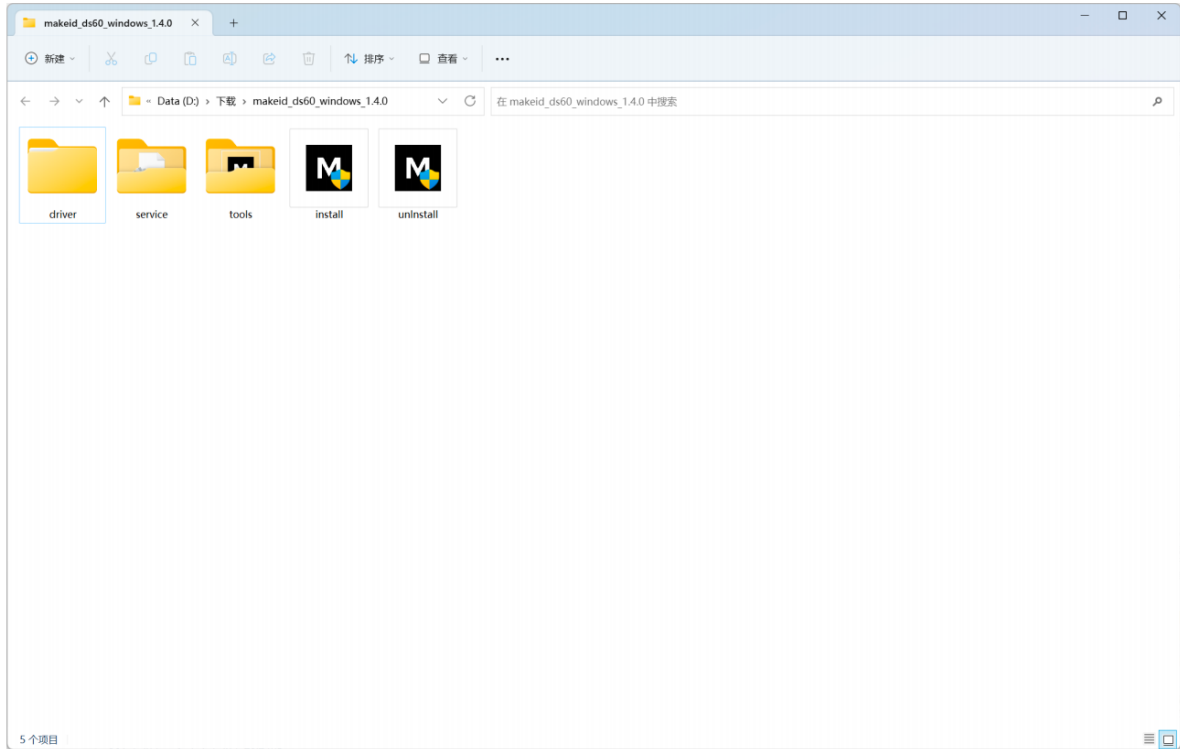 makeid_ds60_windows_1.4.0
新建 排序 查看
« Data (D:) › 下载 › makeid_ds60_windows_1.4.0 在 makeid_ds60_windows_1.4.0 中搜索
M M M
driver service tools install unInstall
5 个项目